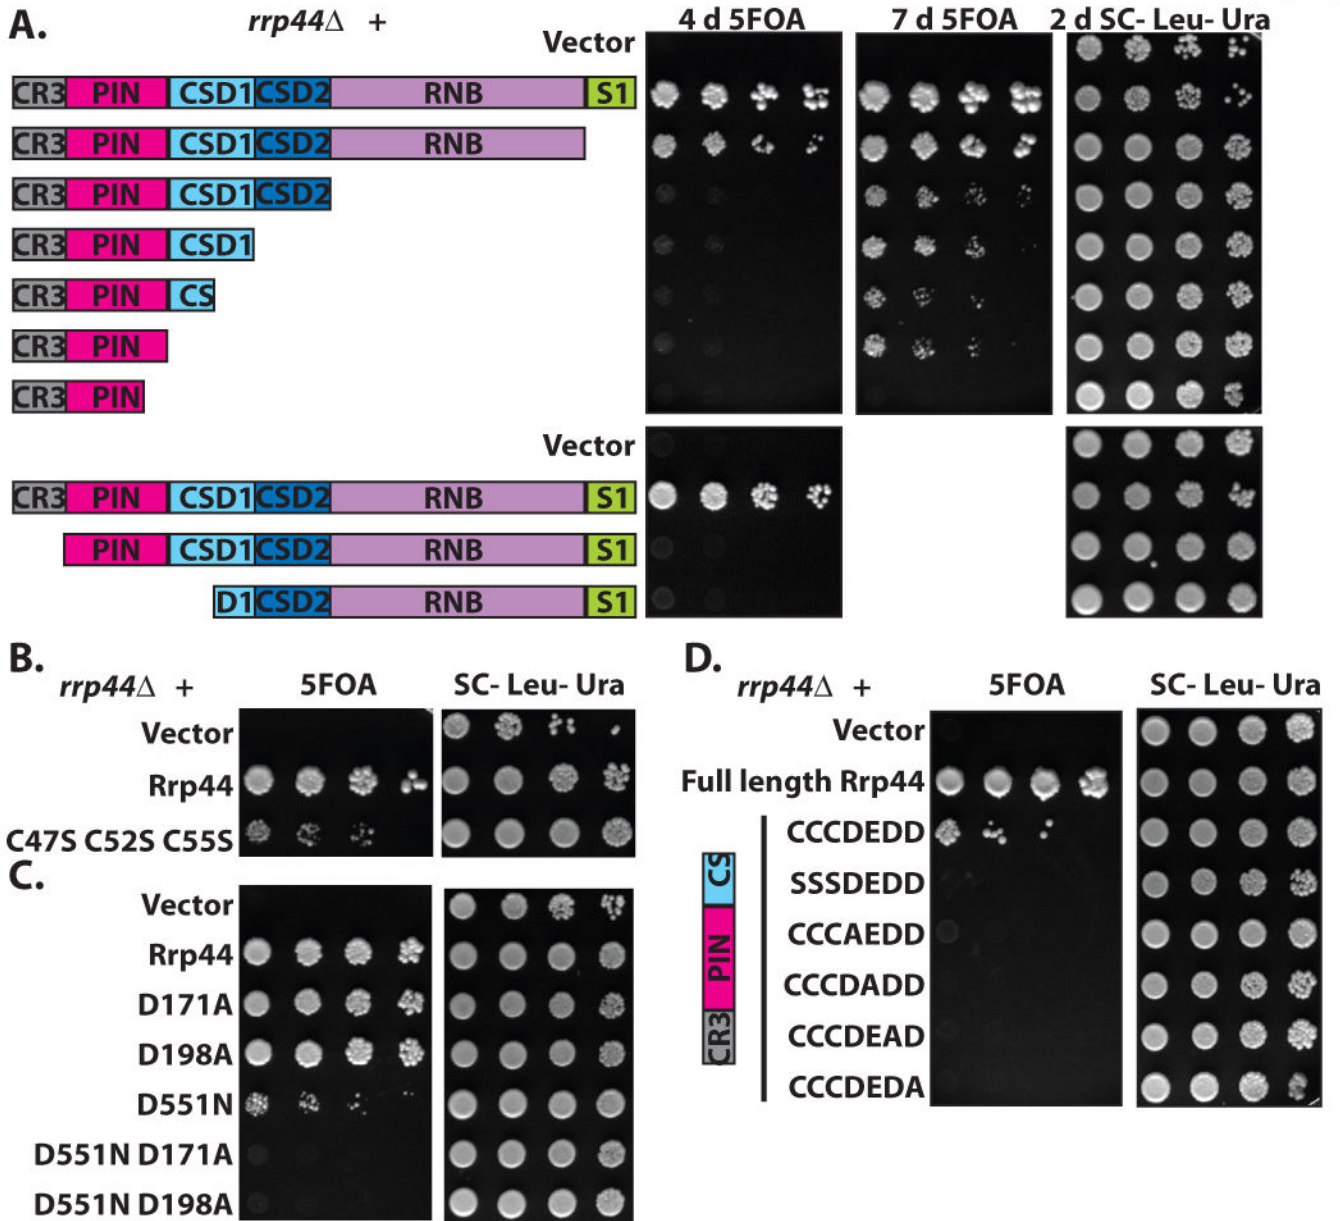 A.
rrp44Δ +
4 d 5FOA 7 d 5FOA 2 d SC- Leu- Ura
Vector
CR3 PIN CSD1 CSD2 RNB S1
CR3 PIN CSD1 CSD2 RNB
CR3 PIN CSD1 CSD2
CR3 PIN CSD1
CR3 PIN CS
CR3 PIN
CR3 PIN
Vector
CR3 PIN CSD1 CSD2 RNB S1
PIN CSD1 CSD2 RNB S1
D1 CSD2 RNB S1
B.
rrp44Δ + 5FOA SC- Leu- Ura
Vector
Rrp44
C47S C52S C55S
C.
Vector
Rrp44
D171A
D198A
D551N
D551N D171A
D551N D198A
D.
rrp44Δ + 5FOA SC- Leu- Ura
Vector
Full length Rrp44
CCCDEDD
SSSDEDD
CCCAEDD
CCCDADD
CCCDEAD
CCCDEDA
CR3 PIN CS